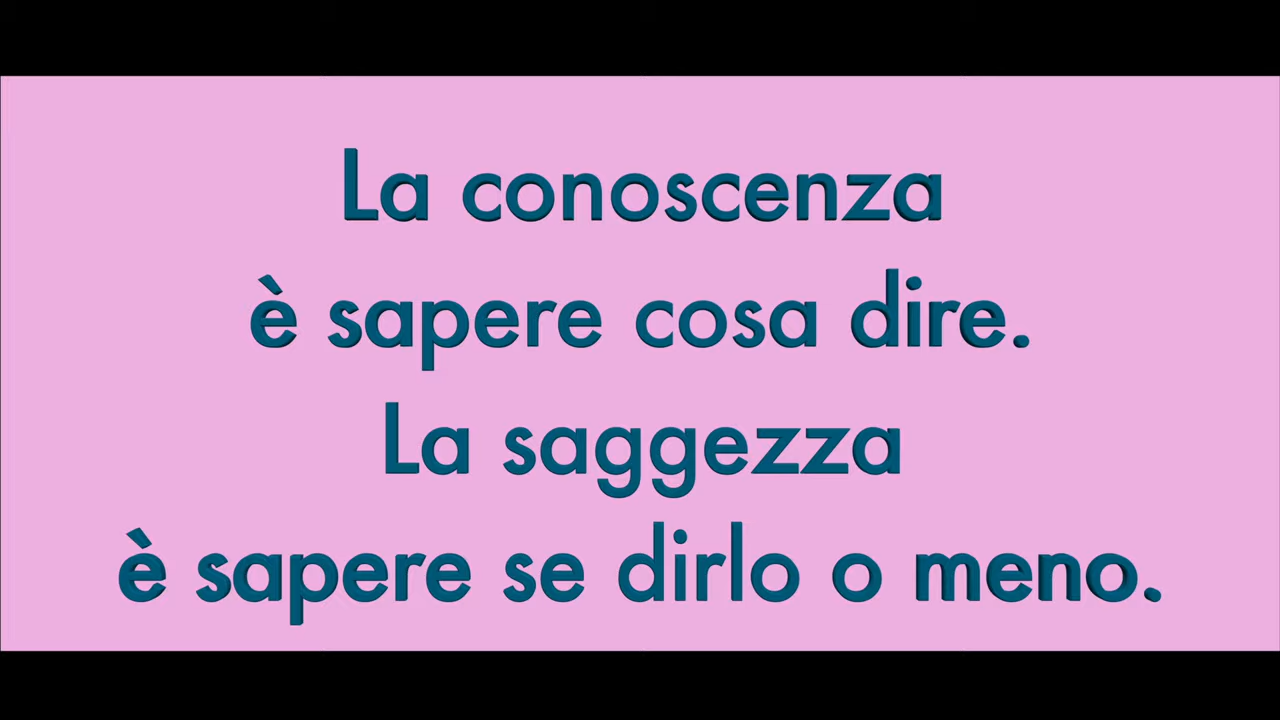 La conoscenza
è sapere cosa dire.
La saggezza
è sapere se dirlo o meno.